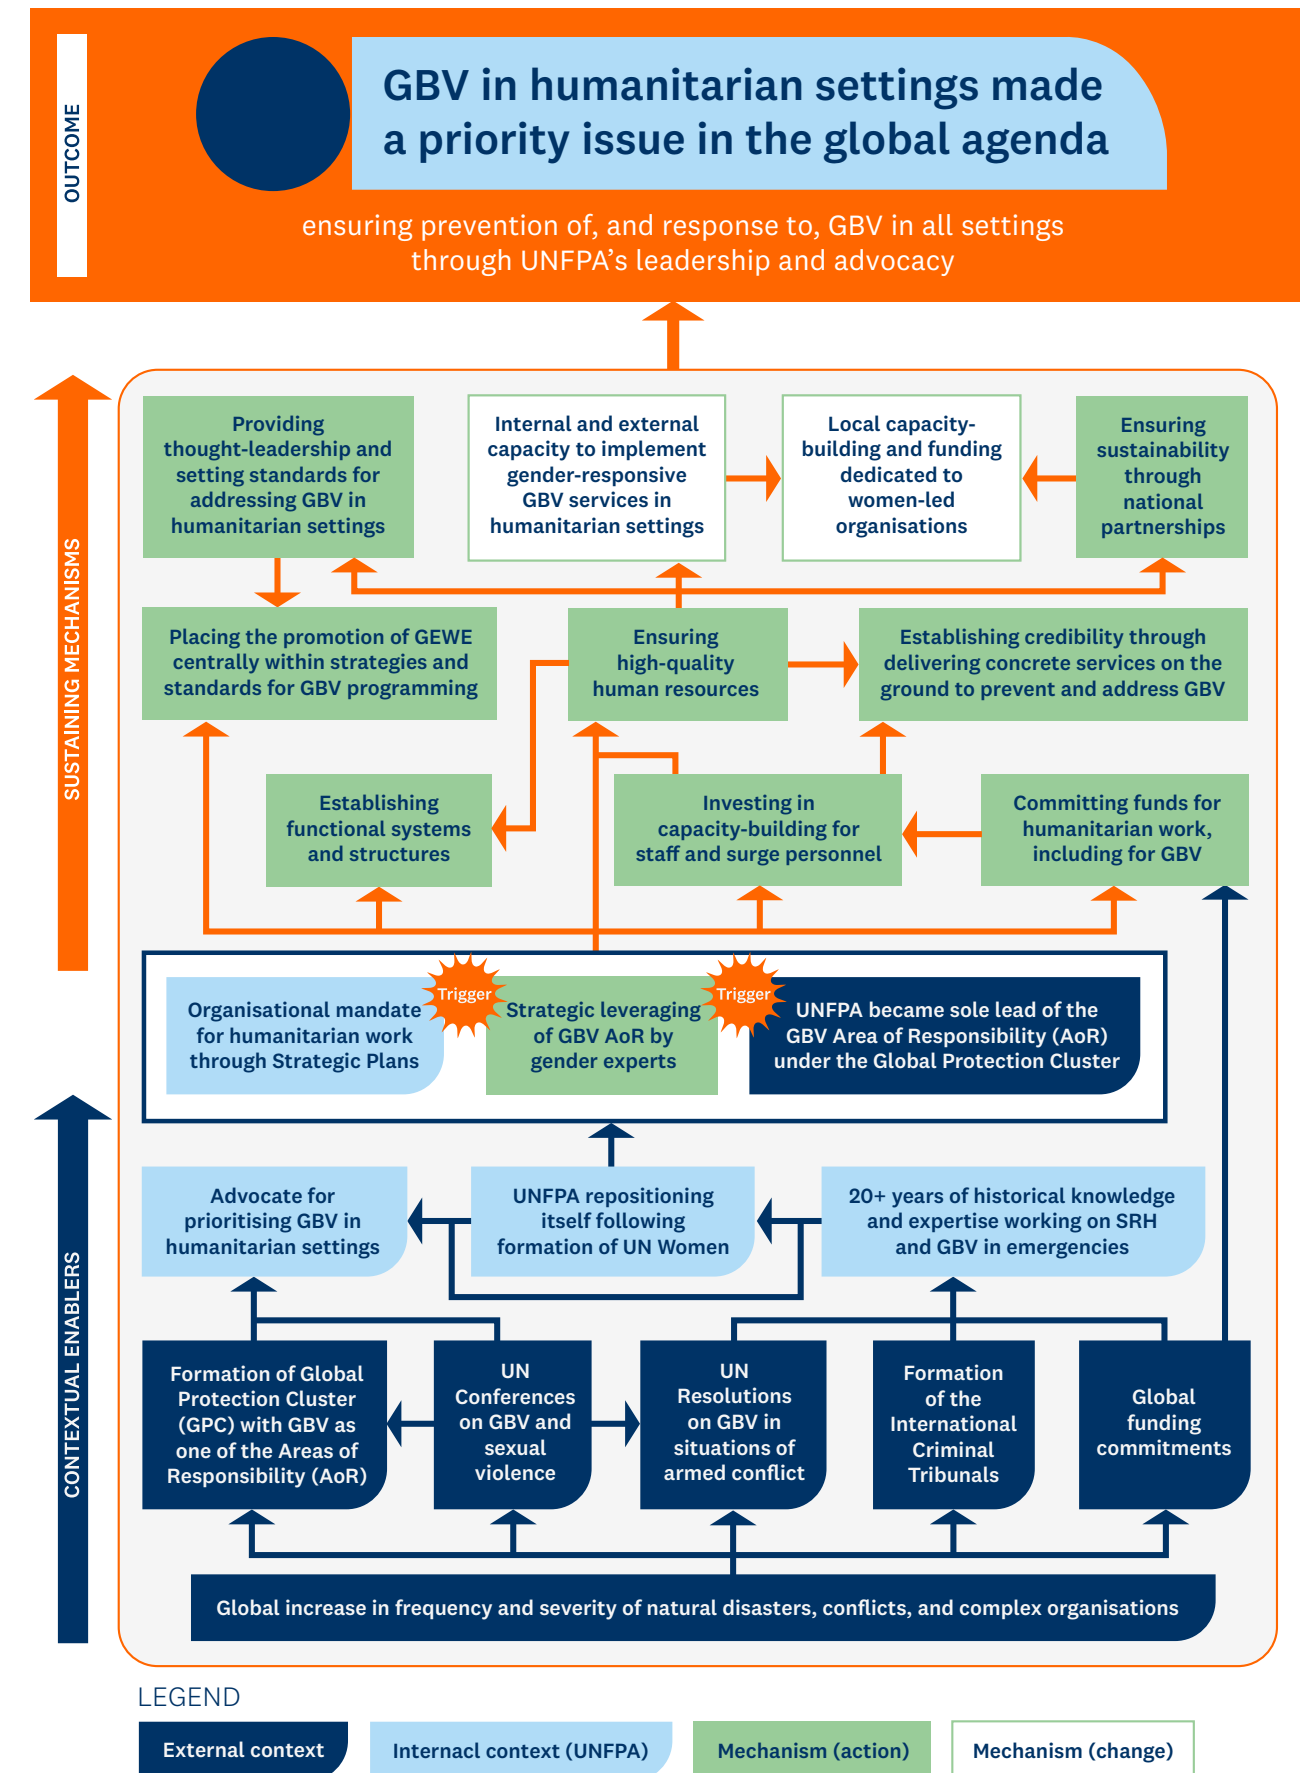 OUTCOME
GBV in humanitarian settings made
a priority issue in the global agenda
ensuring prevention of, and response to, GBV in all settings
through UNFPA’s leadership and advocacy
SUSTAINING MECHANISMS
Providing
thought-leadership and
setting standards for
addressing GBV in
humanitarian settings
Internal and external
capacity to implement
gender-responsive
GBV services in
humanitarian settings
Local capacity-
building and funding
dedicated to
women-led
organisations
Ensuring
sustainability
through
national
partnerships
Placing the promotion of GEWE
centrally within strategies and
standards for GBV programming
Ensuring
high-quality
human resources
Establishing credibility through
delivering concrete services on the
ground to prevent and address GBV
Establishing
functional systems
and structures
Investing in
capacity-building for
staff and surge personnel
Committing funds for
humanitarian work,
including for GBV
Organisational mandate
for humanitarian work
through Strategic Plans
Trigger
Strategic leveraging
of GBV AoR by
gender experts
Trigger
UNFPA became sole lead of the
GBV Area of Responsibility (AoR)
under the Global Protection Cluster
CONTEXTUAL ENABLERS
Advocate for
prioritising GBV in
humanitarian settings
UNFPA repositioning
itself following
formation of UN Women
20+ years of historical knowledge
and expertise working on SRH
and GBV in emergencies
Formation of Global
Protection Cluster
(GPC) with GBV as
one of the Areas of
Responsibility (AoR)
UN
Conferences
on GBV and
sexual
violence
UN
Resolutions
on GBV in
situations of
armed conflict
Formation
of the
International
Criminal
Tribunals
Global
funding
commitments
Global increase in frequency and severity of natural disasters, conflicts, and complex organisations
LEGEND
External context
Internacl context (UNFPA)
Mechanism (action)
Mechanism (change)